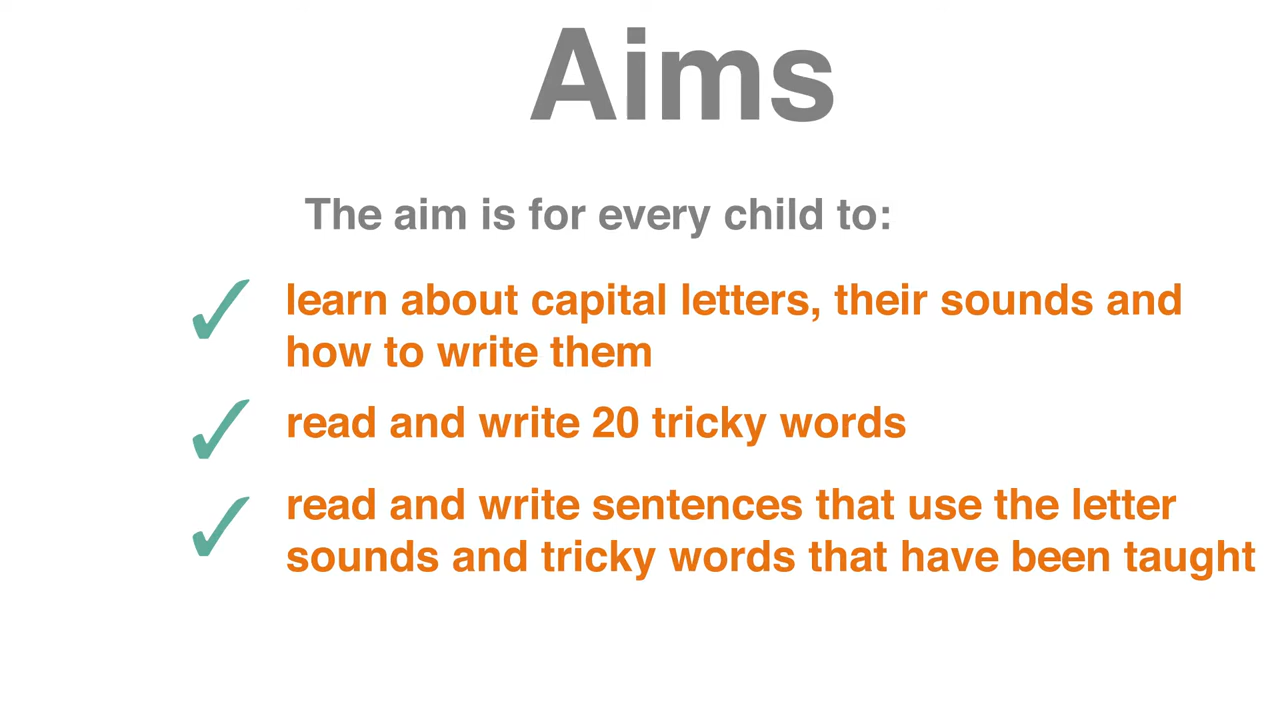 Aims
The aim is for every child to:
✓ learn about capital letters, their sounds and
how to write them
✓ read and write 20 tricky words
✓ read and write sentences that use the letter
sounds and tricky words that have been taught